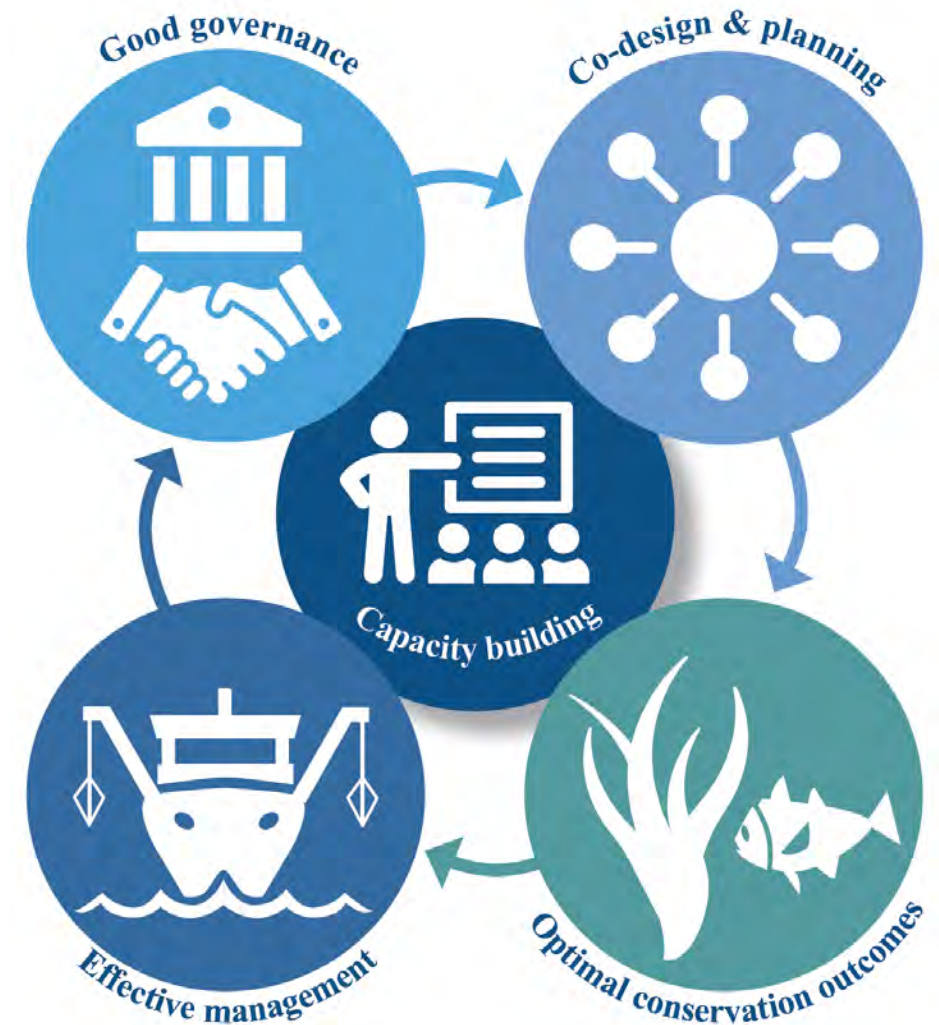 Good governance
Co-design & planning
Capacity building
Effective management
Optimal conservation outcomes